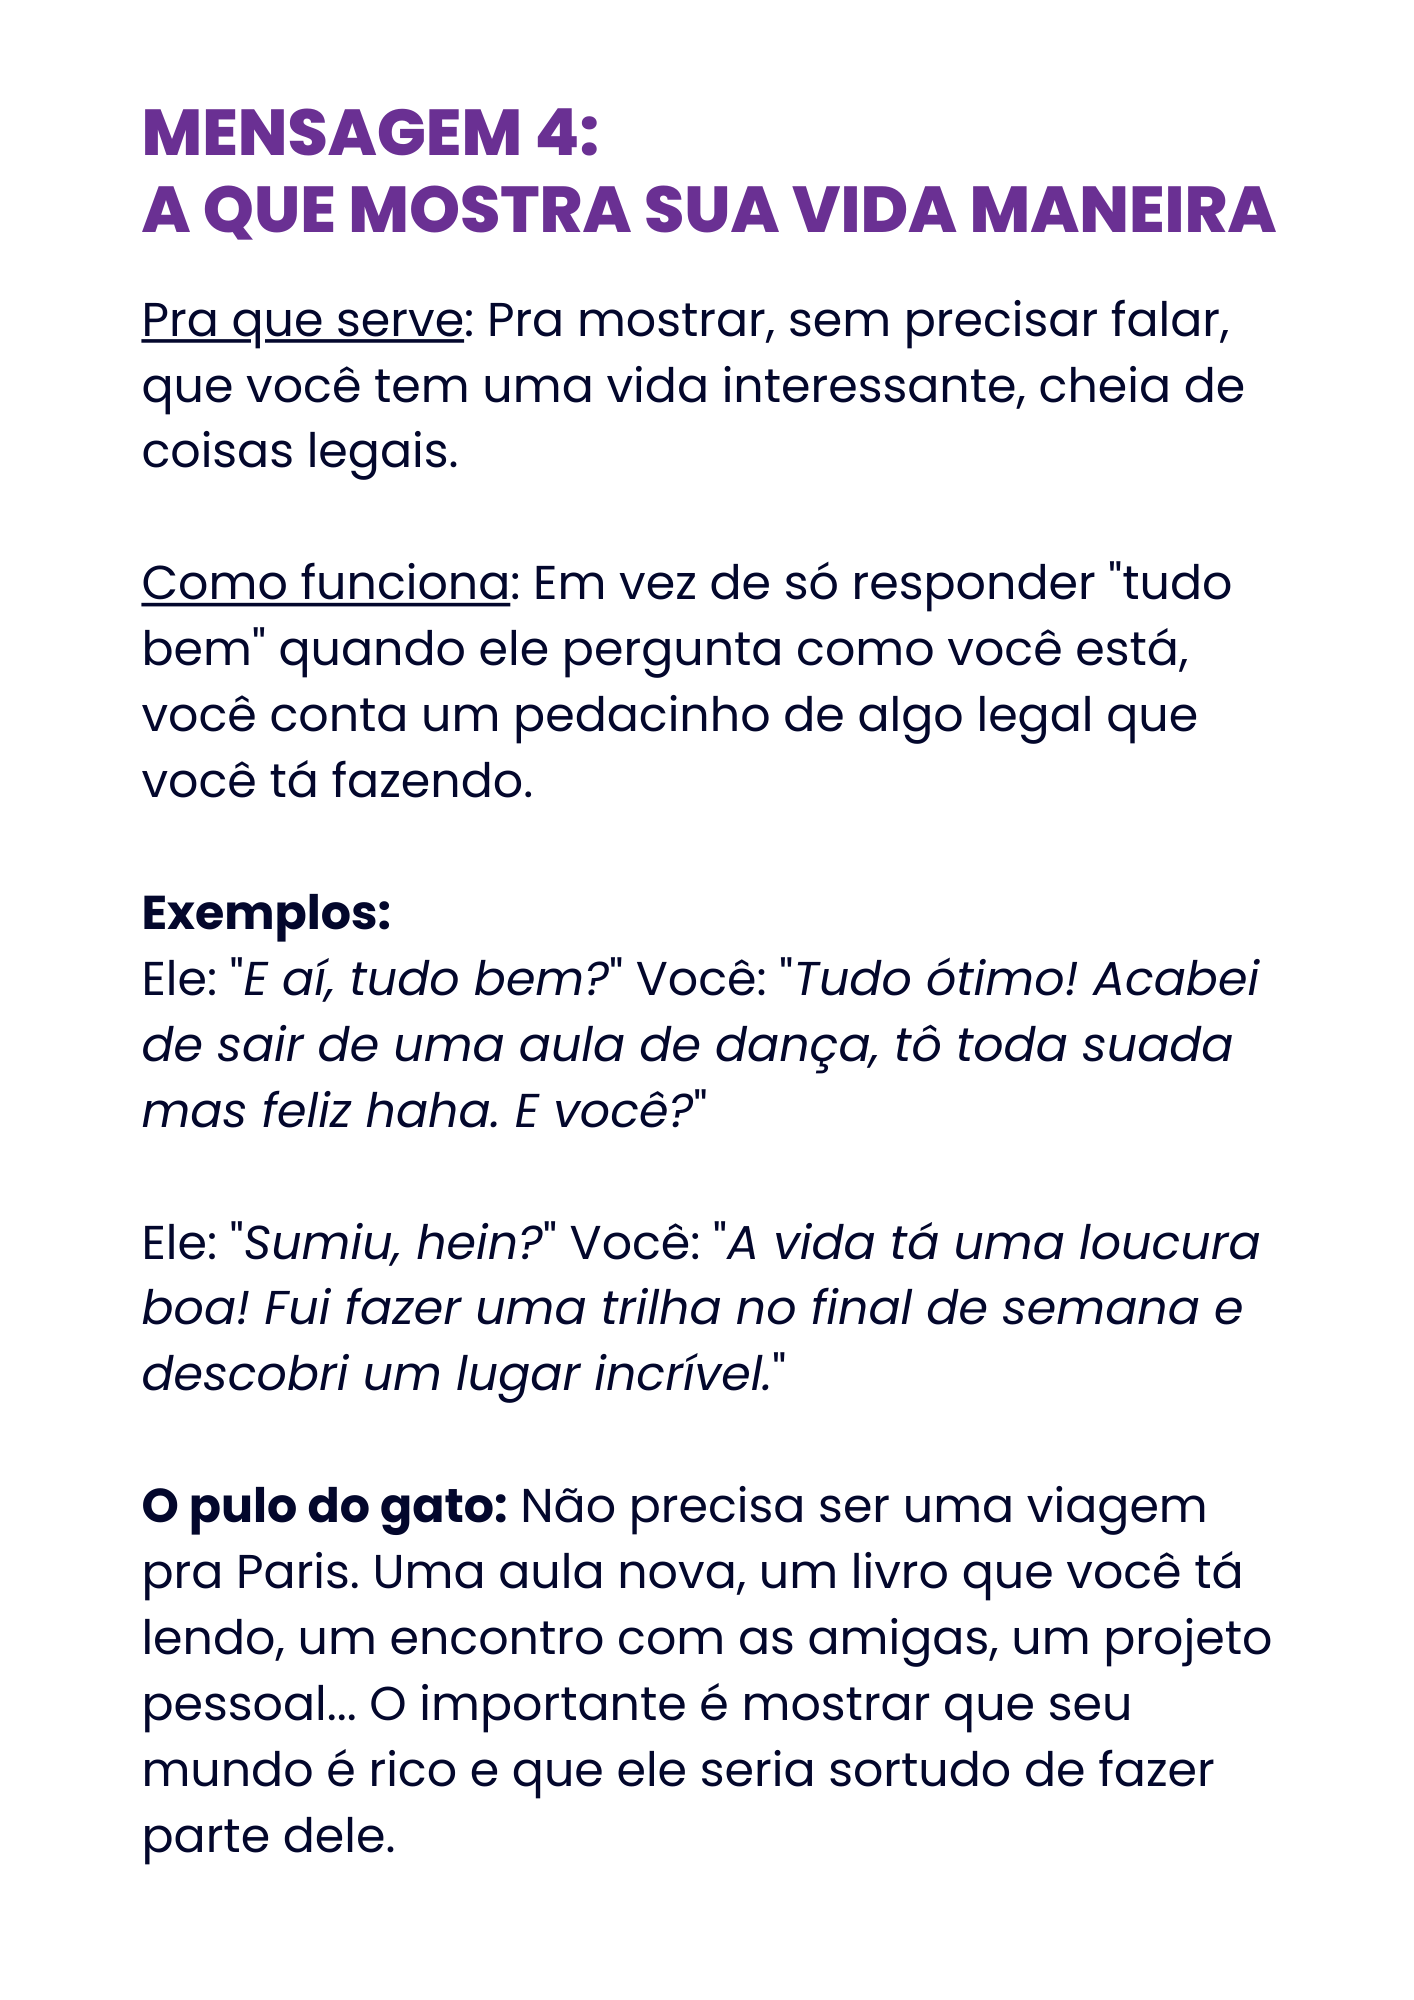 MENSAGEM 4:
A QUE MOSTRA SUA VIDA MANEIRA
Pra que serve: Pra mostrar, sem precisar falar,
que você tem uma vida interessante, cheia de
coisas legais.
Como funciona: Em vez de só responder "tudo
bem" quando ele pergunta como você está,
você conta um pedacinho de algo legal que
você tá fazendo.
Exemplos:
Ele: "E aí, tudo bem?" Você: "Tudo ótimo! Acabei
de sair de uma aula de dança, tô toda suada
mas feliz haha. E você?"
Ele: "Sumiu, hein?" Você: "A vida tá uma loucura
boa! Fui fazer uma trilha no final de semana e
descobri um lugar incrível."
O pulo do gato: Não precisa ser uma viagem
pra Paris. Uma aula nova, um livro que você tá
lendo, um encontro com as amigas, um projeto
pessoal... O importante é mostrar que seu
mundo é rico e que ele seria sortudo de fazer
parte dele.